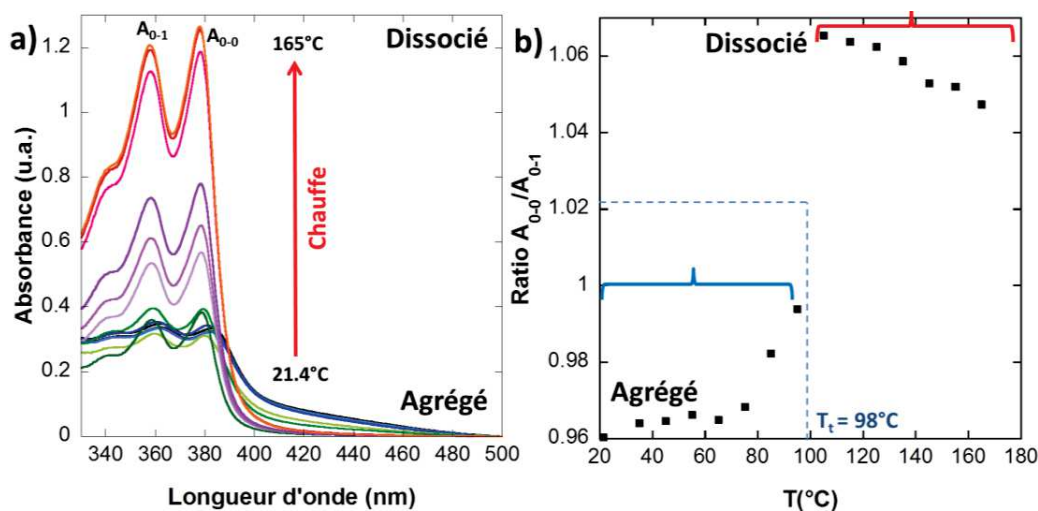 a)
A0-1
A0-0
165°C
Dissocié
Chauffe
21.4°C
Agrégé
Absorbance (u.a.)
1.2
1
0.8
0.6
0.4
0.2
0
340 360 380 400 420 440 460 480 500
Longueur d'onde (nm)
b)
Dissocié
Agrégé
Tt = 98°C
Ratio A0-0/A0-1
1.06
1.04
1.02
1
0.98
0.96
20 40 60 80 100 120 140 160 180
T(°C)